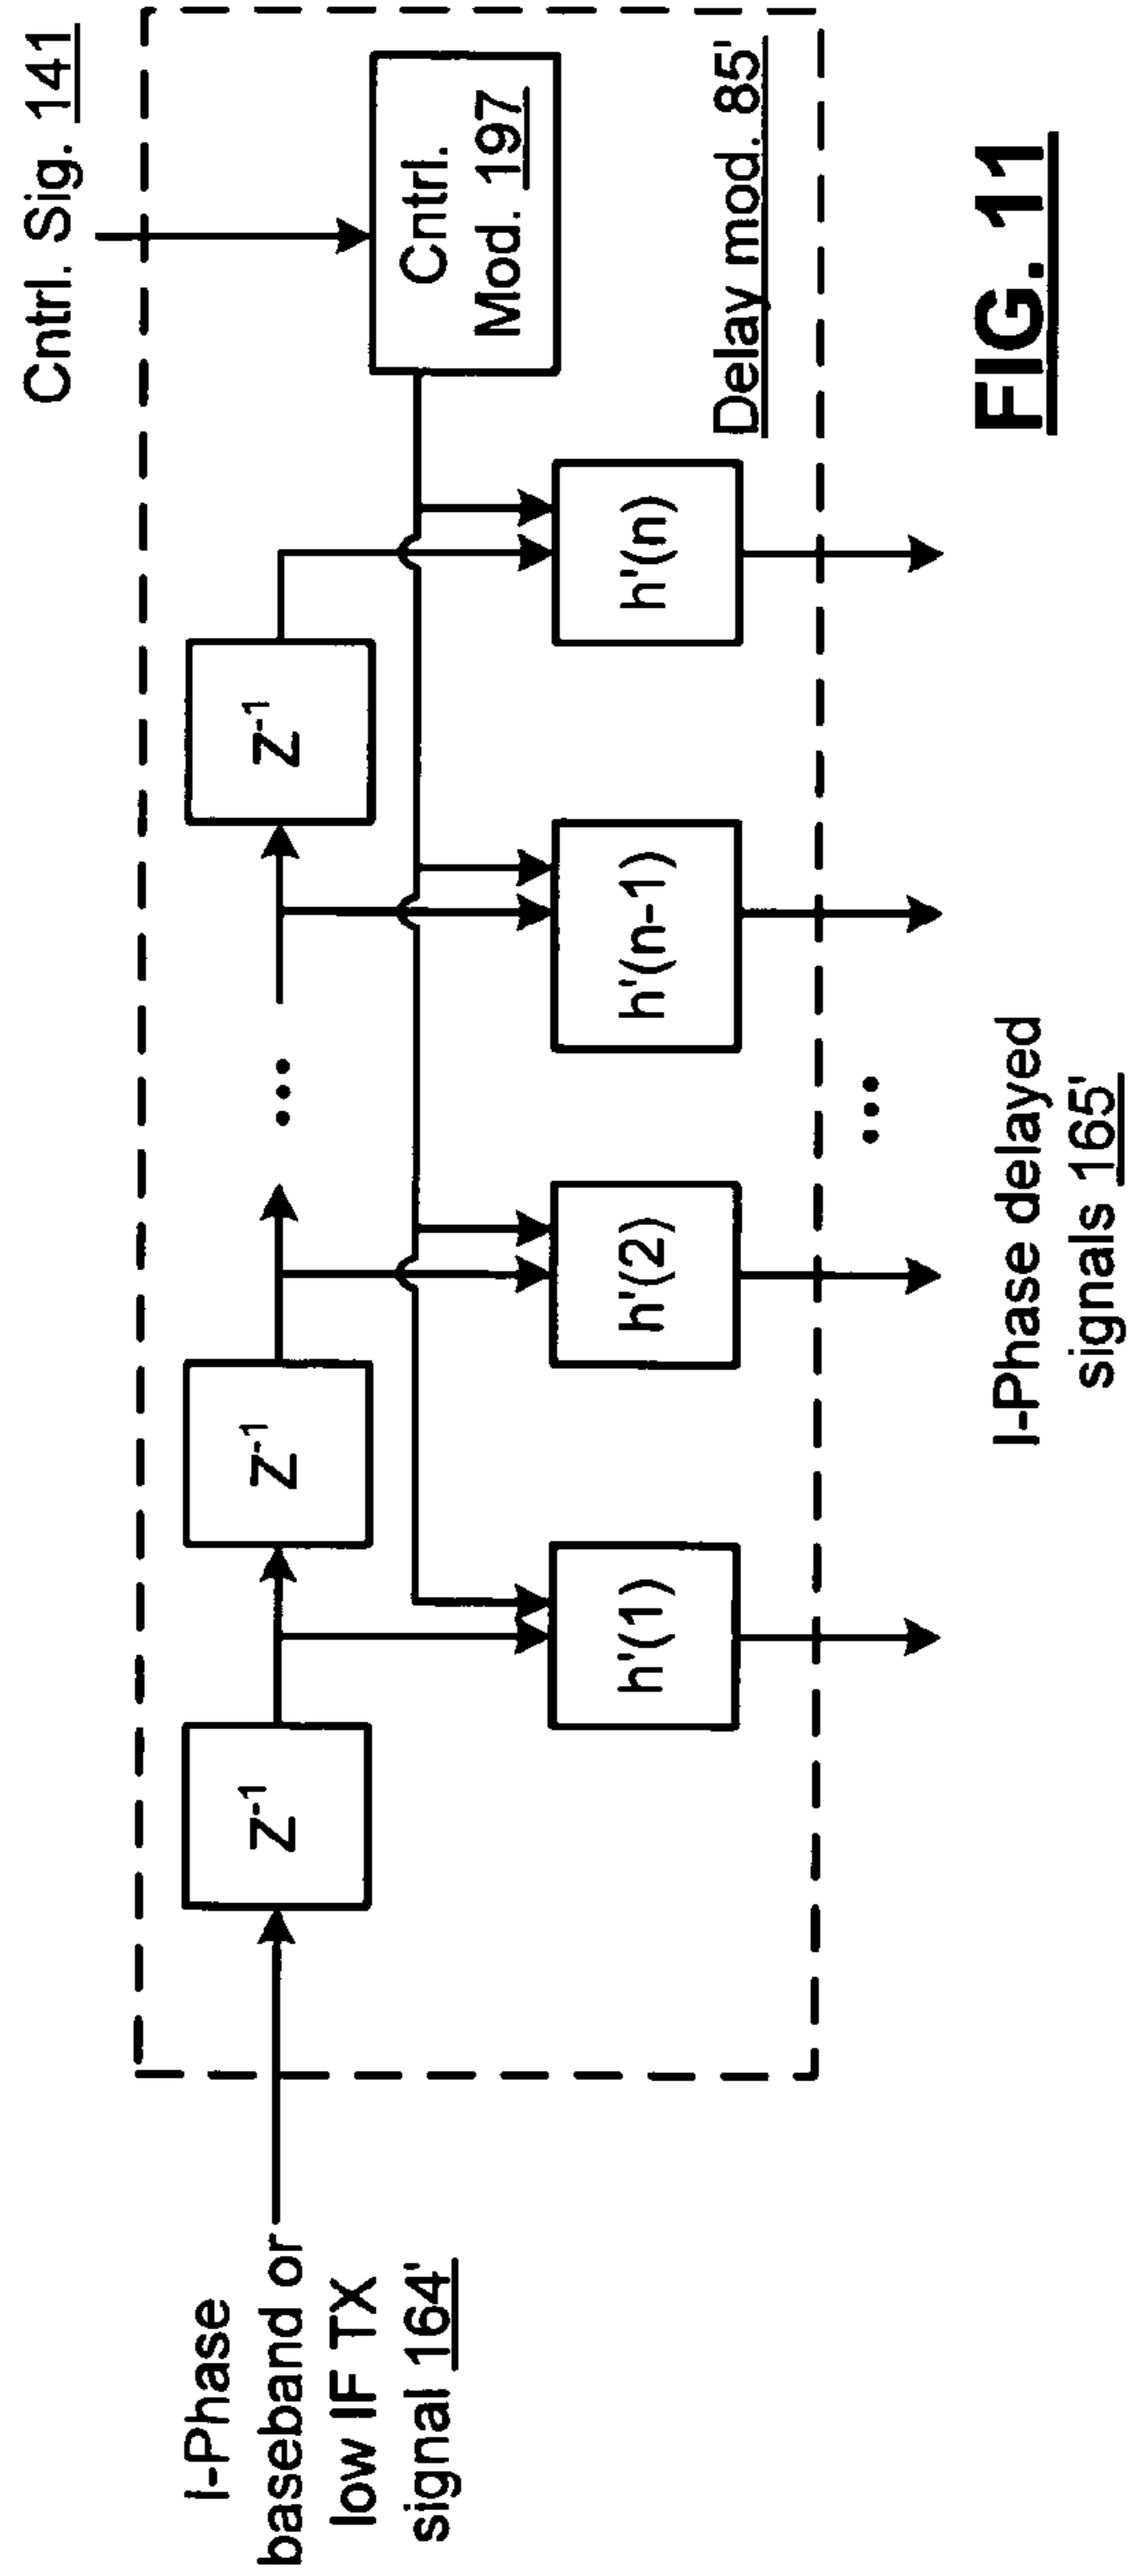 Cntrl. Sig. 141
I-Phase
baseband or
low IF TX
signal 164'
Z-1
Z-1
...
Z-1
Cntrl.
Mod. 197
h'(1)
h'(2)
h'(n-1)
h'(n)
Delay mod. 85'
...
I-Phase delayed
signals 165'
FIG. 11